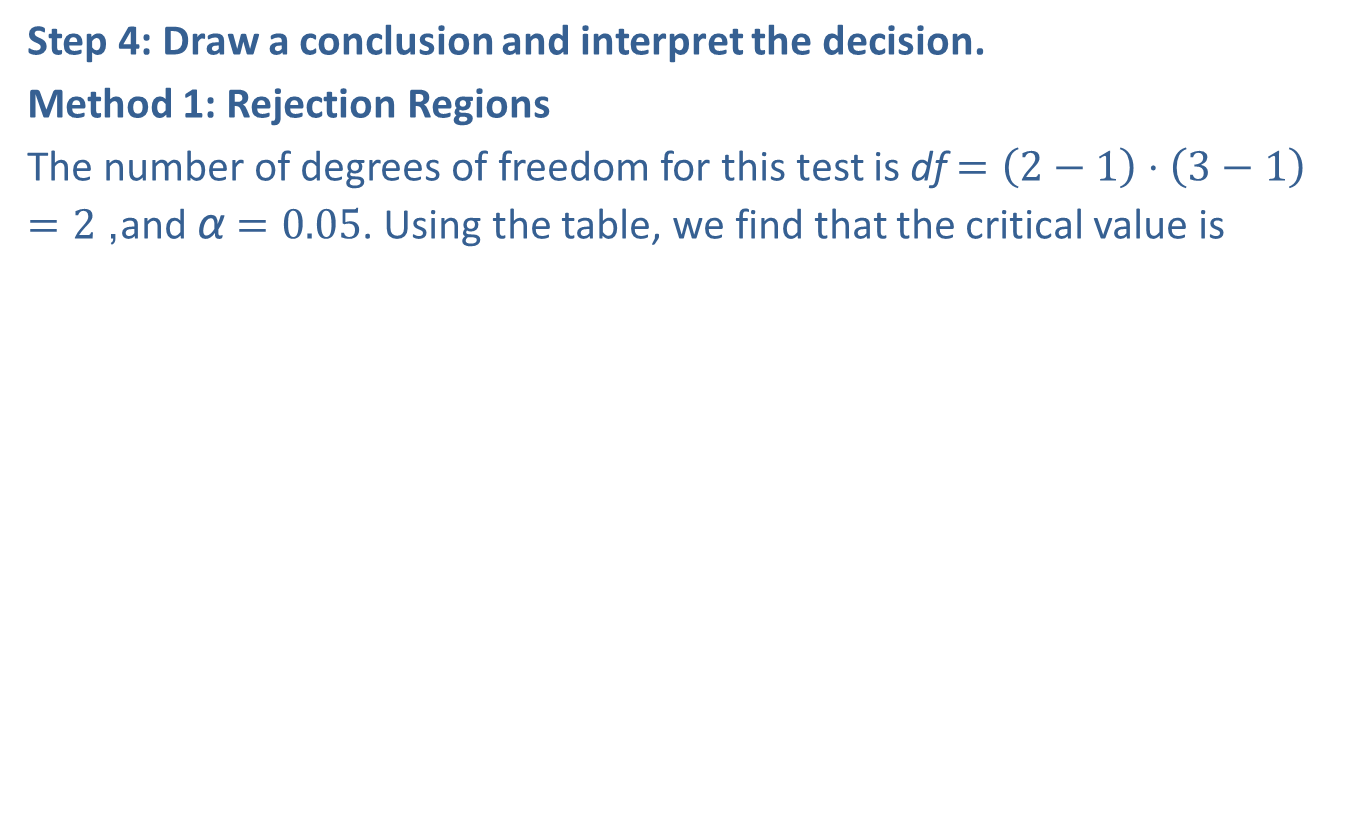 Step 4: Draw a conclusion and interpret the decision.
Method 1: Rejection Regions
The number of degrees of freedom for this test is df = (2 − 1) · (3 − 1)
= 2 ,and α = 0.05. Using the table, we find that the critical value is